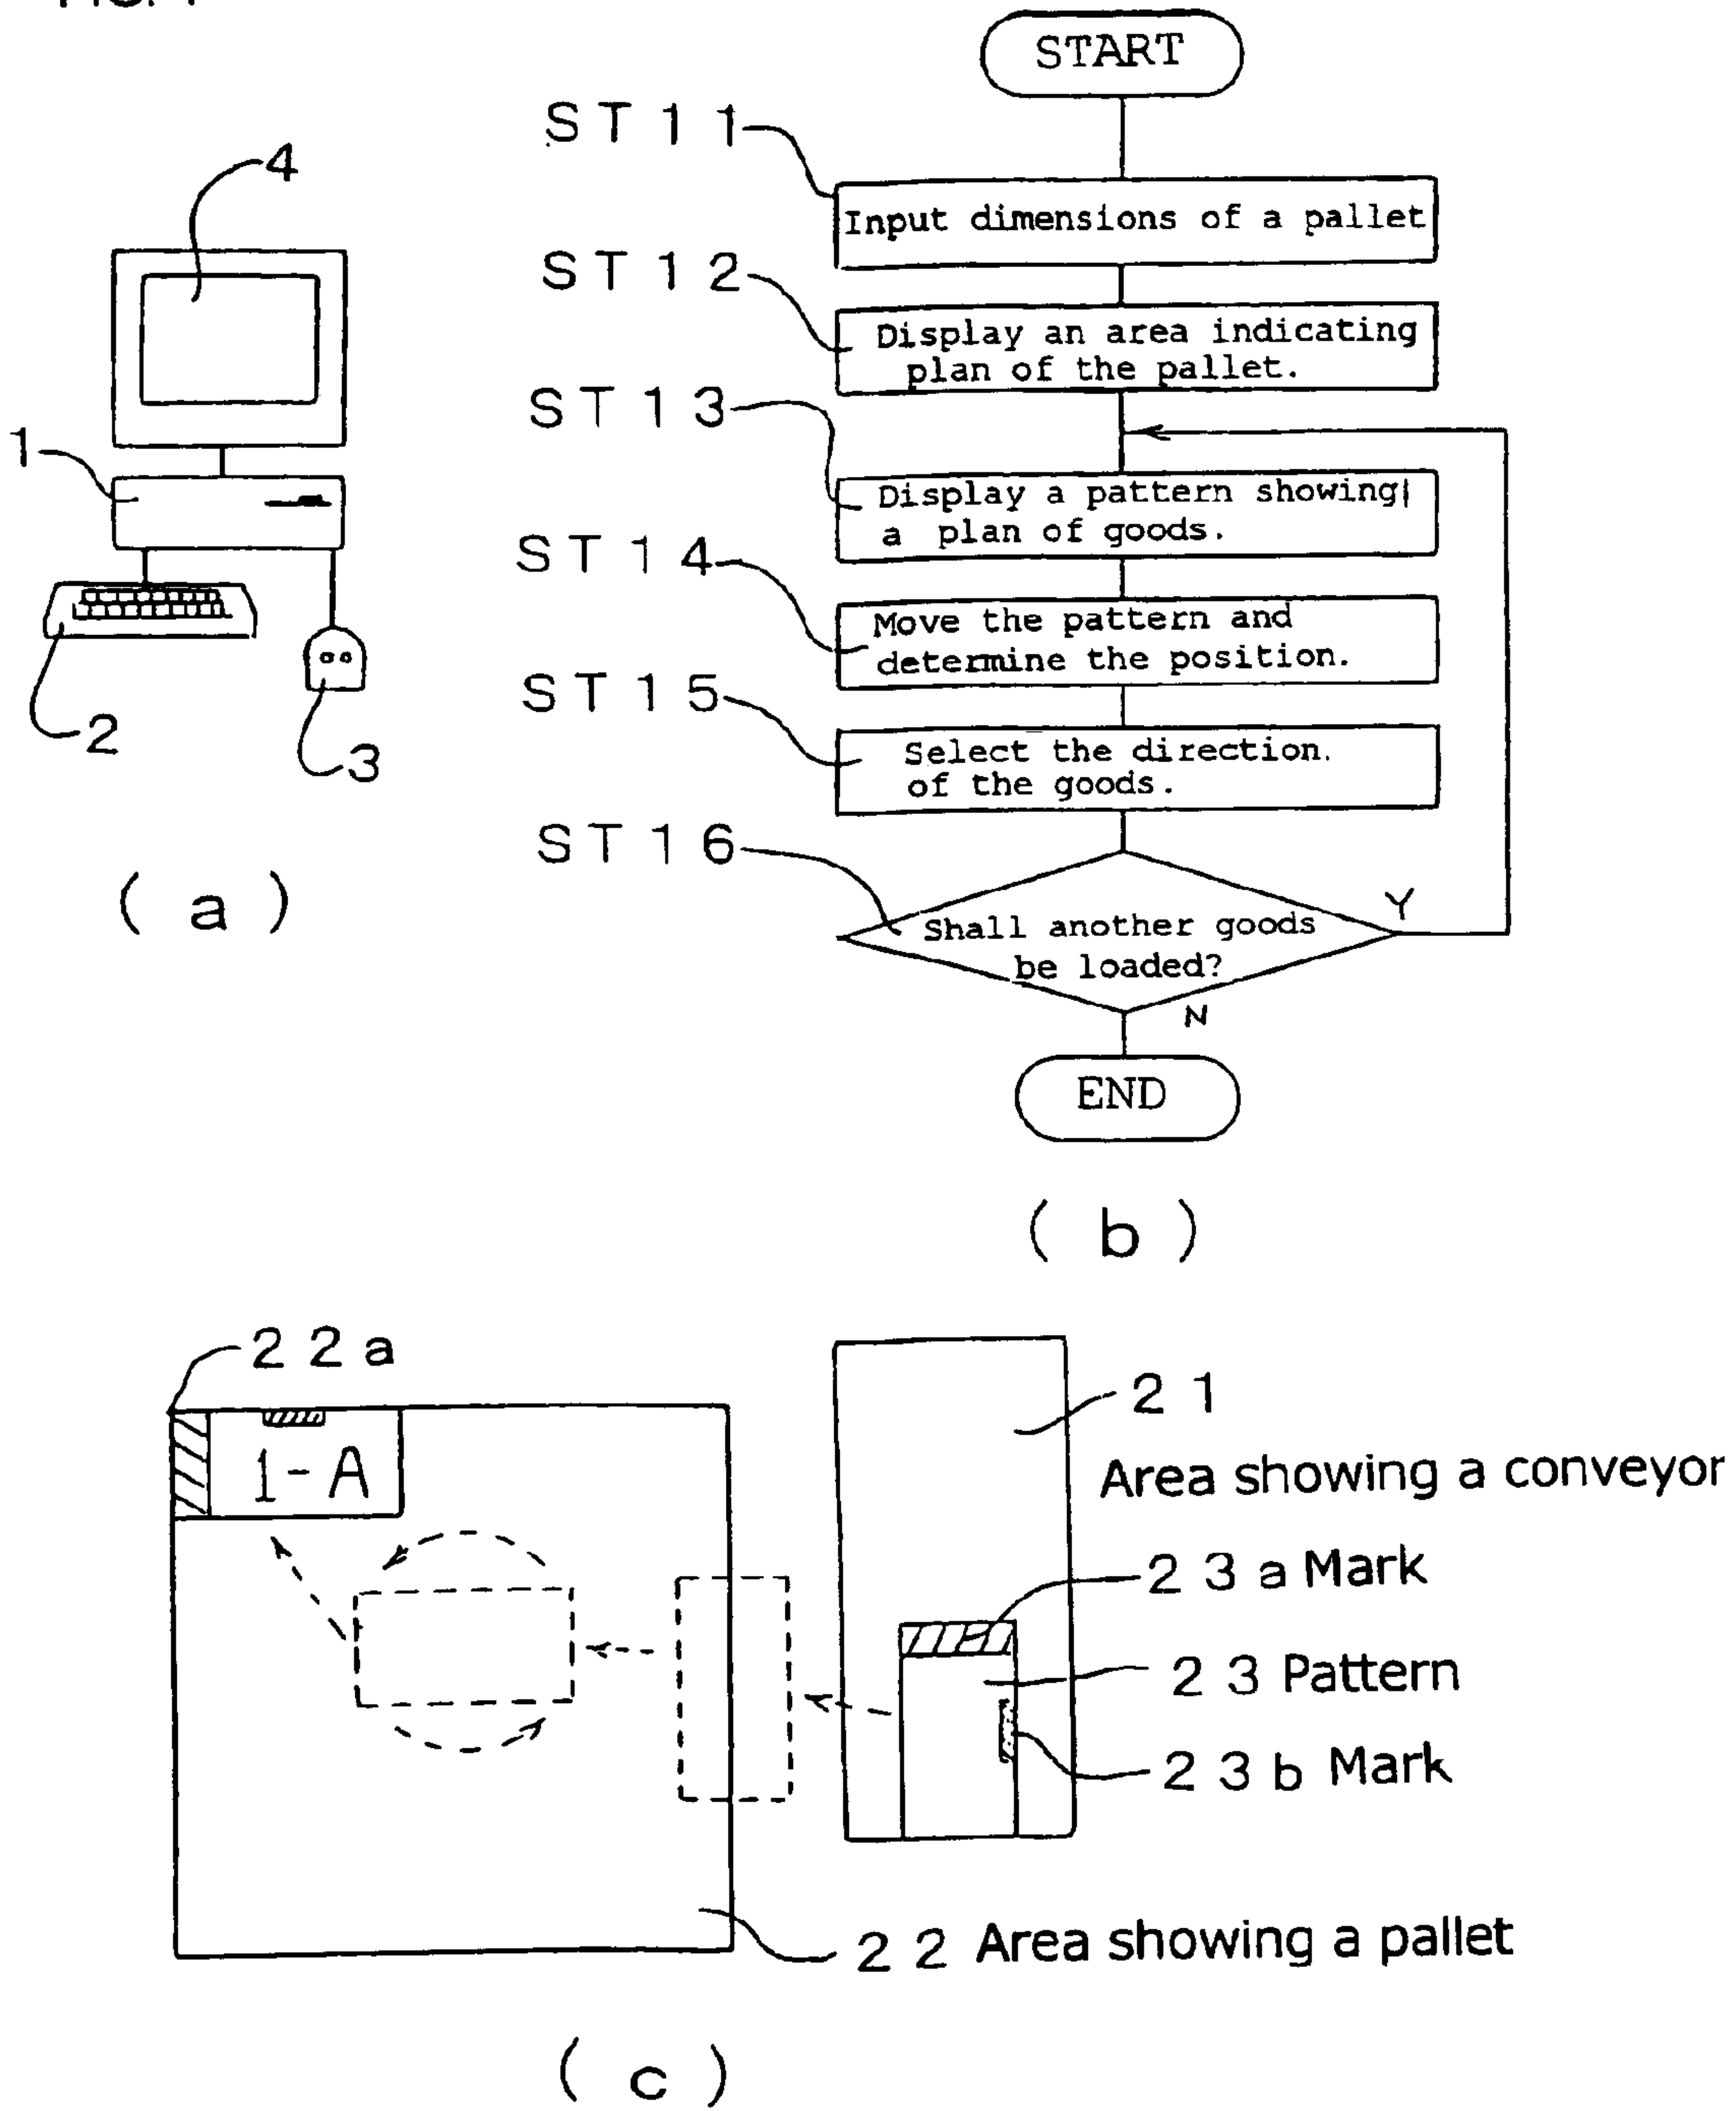 START
ST11
Input dimensions of a pallet
ST12
Display an area indicating
plan of the pallet.
ST13
Display a pattern showing
a plan of goods.
ST14
Move the pattern and
determine the position.
ST15
Select the direction.
of the goods.
ST16
Shall another goods
be loaded?
Y
N
END
4
1
2
3
( a )
( b )
22a
1-A
21
Area showing a conveyor
23a Mark
23 Pattern
23b Mark
22 Area showing a pallet
( c )